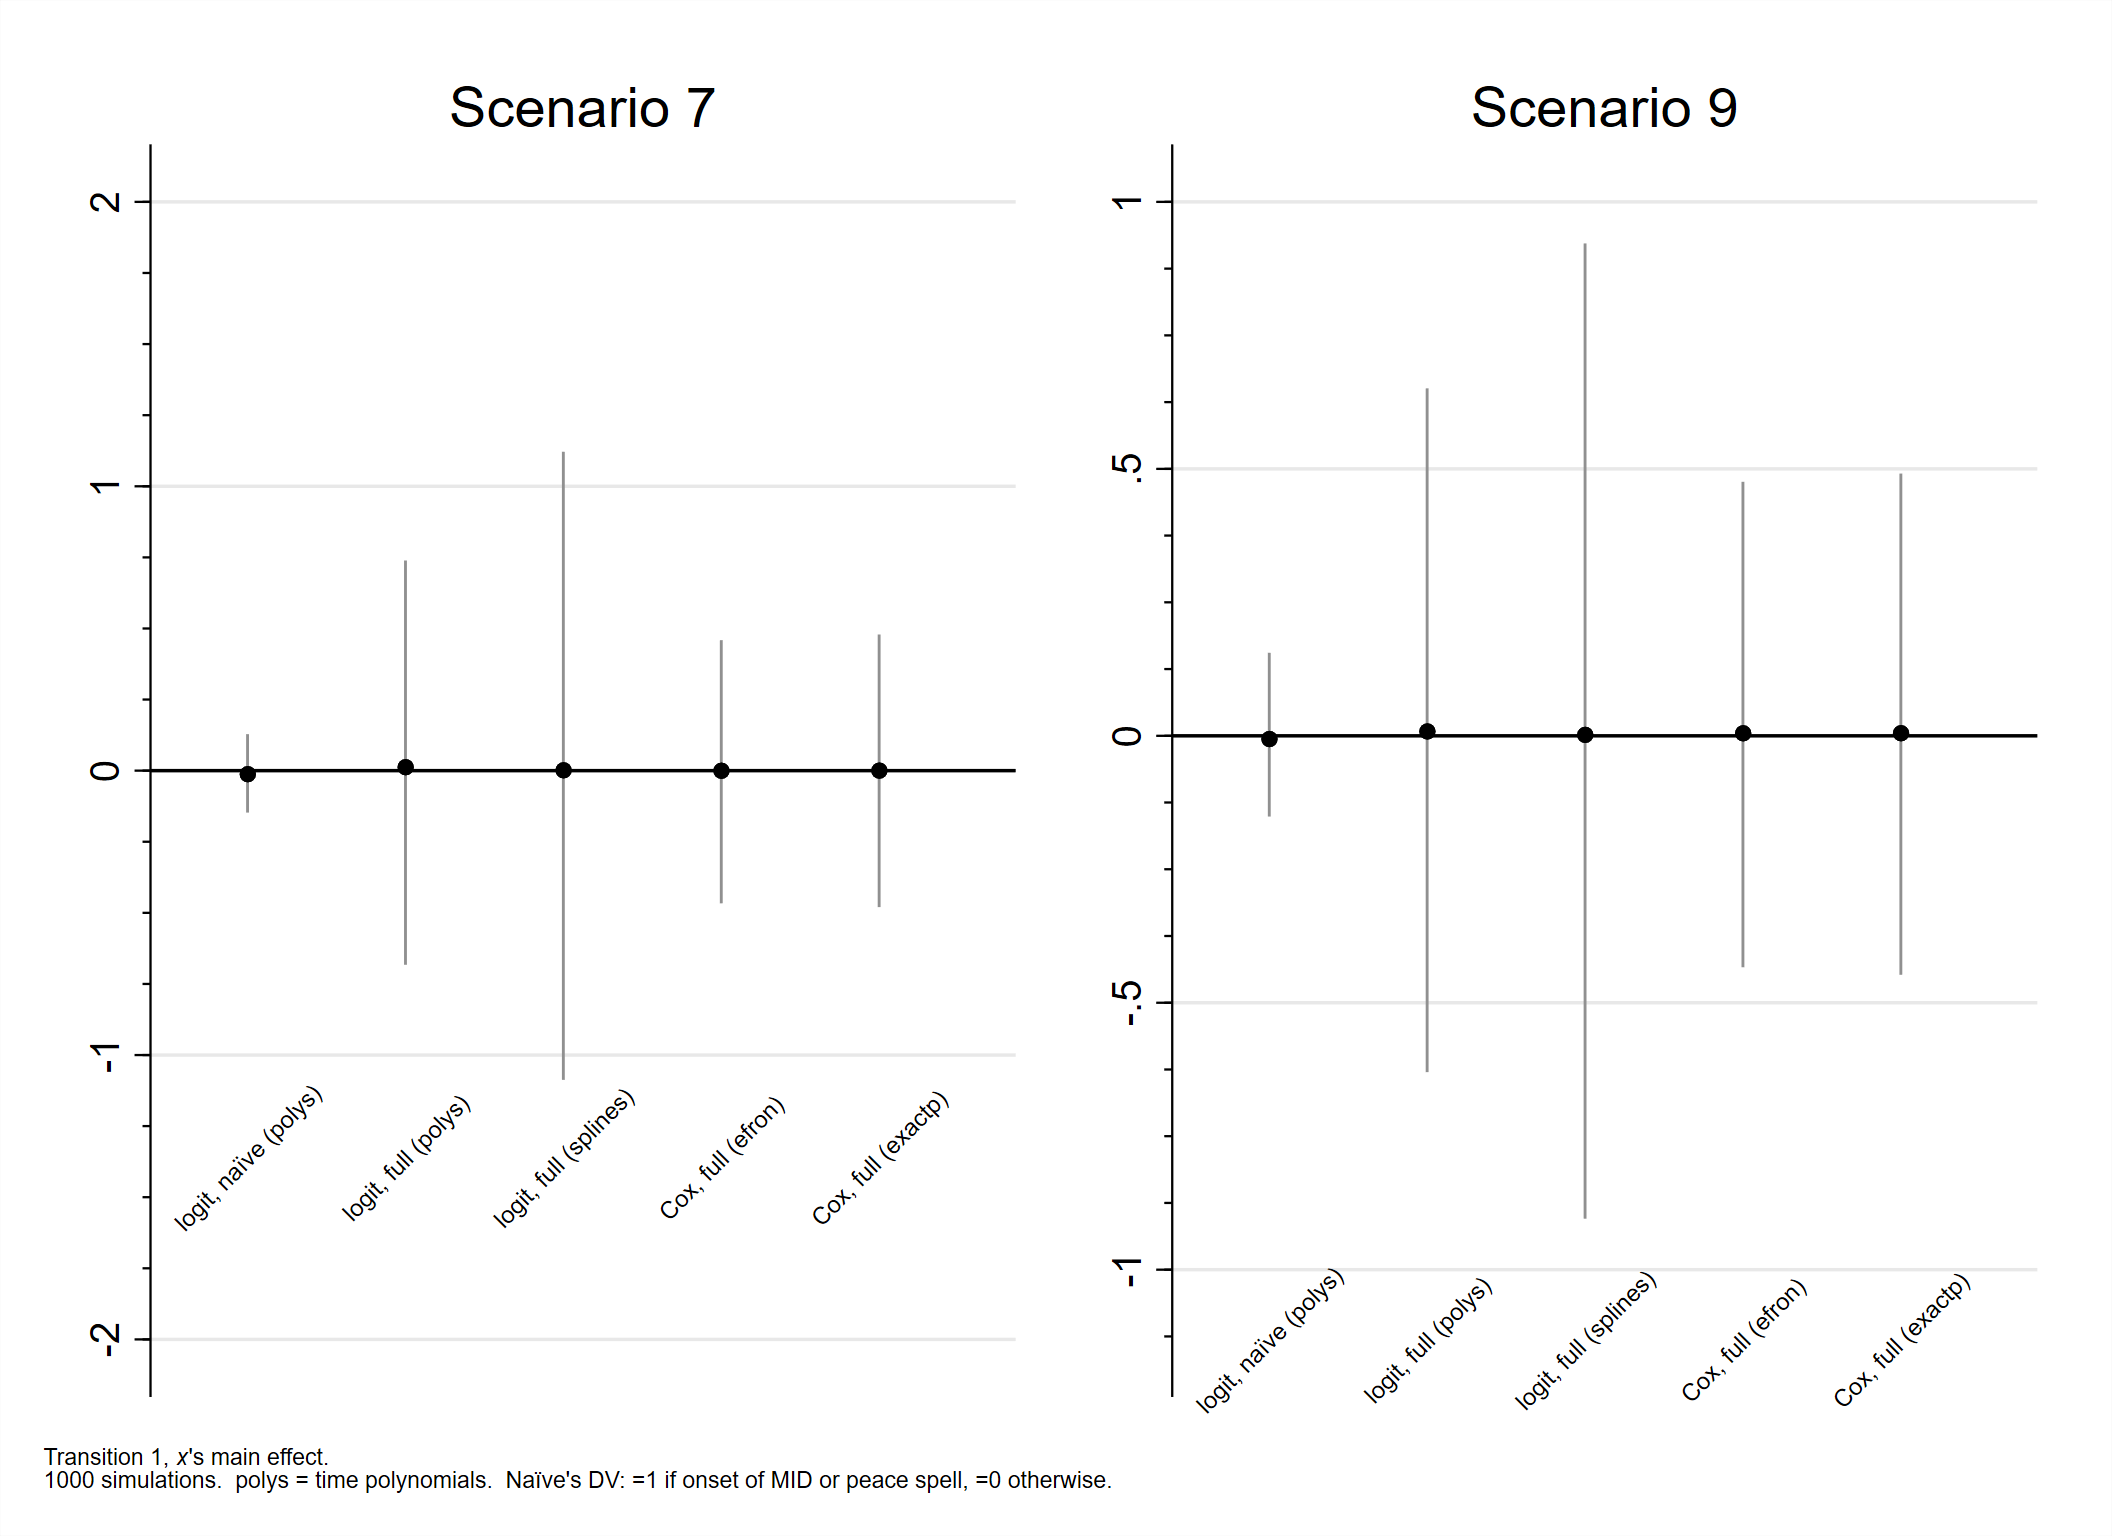 Scenario 7
2
1
0
-1
-2
logit, naïve (polys)
logit, full (polys)
logit, full (splines)
Cox, full (efron)
Cox, full (exactp)
Scenario 9
1
.5
0
-.5
-1
logit, naïve (polys)
logit, full (polys)
logit, full (splines)
Cox, full (efron)
Cox, full (exactp)
Transition 1, x's main effect.
1000 simulations.  polys = time polynomials.  Naïve's DV: =1 if onset of MID or peace spell, =0 otherwise.